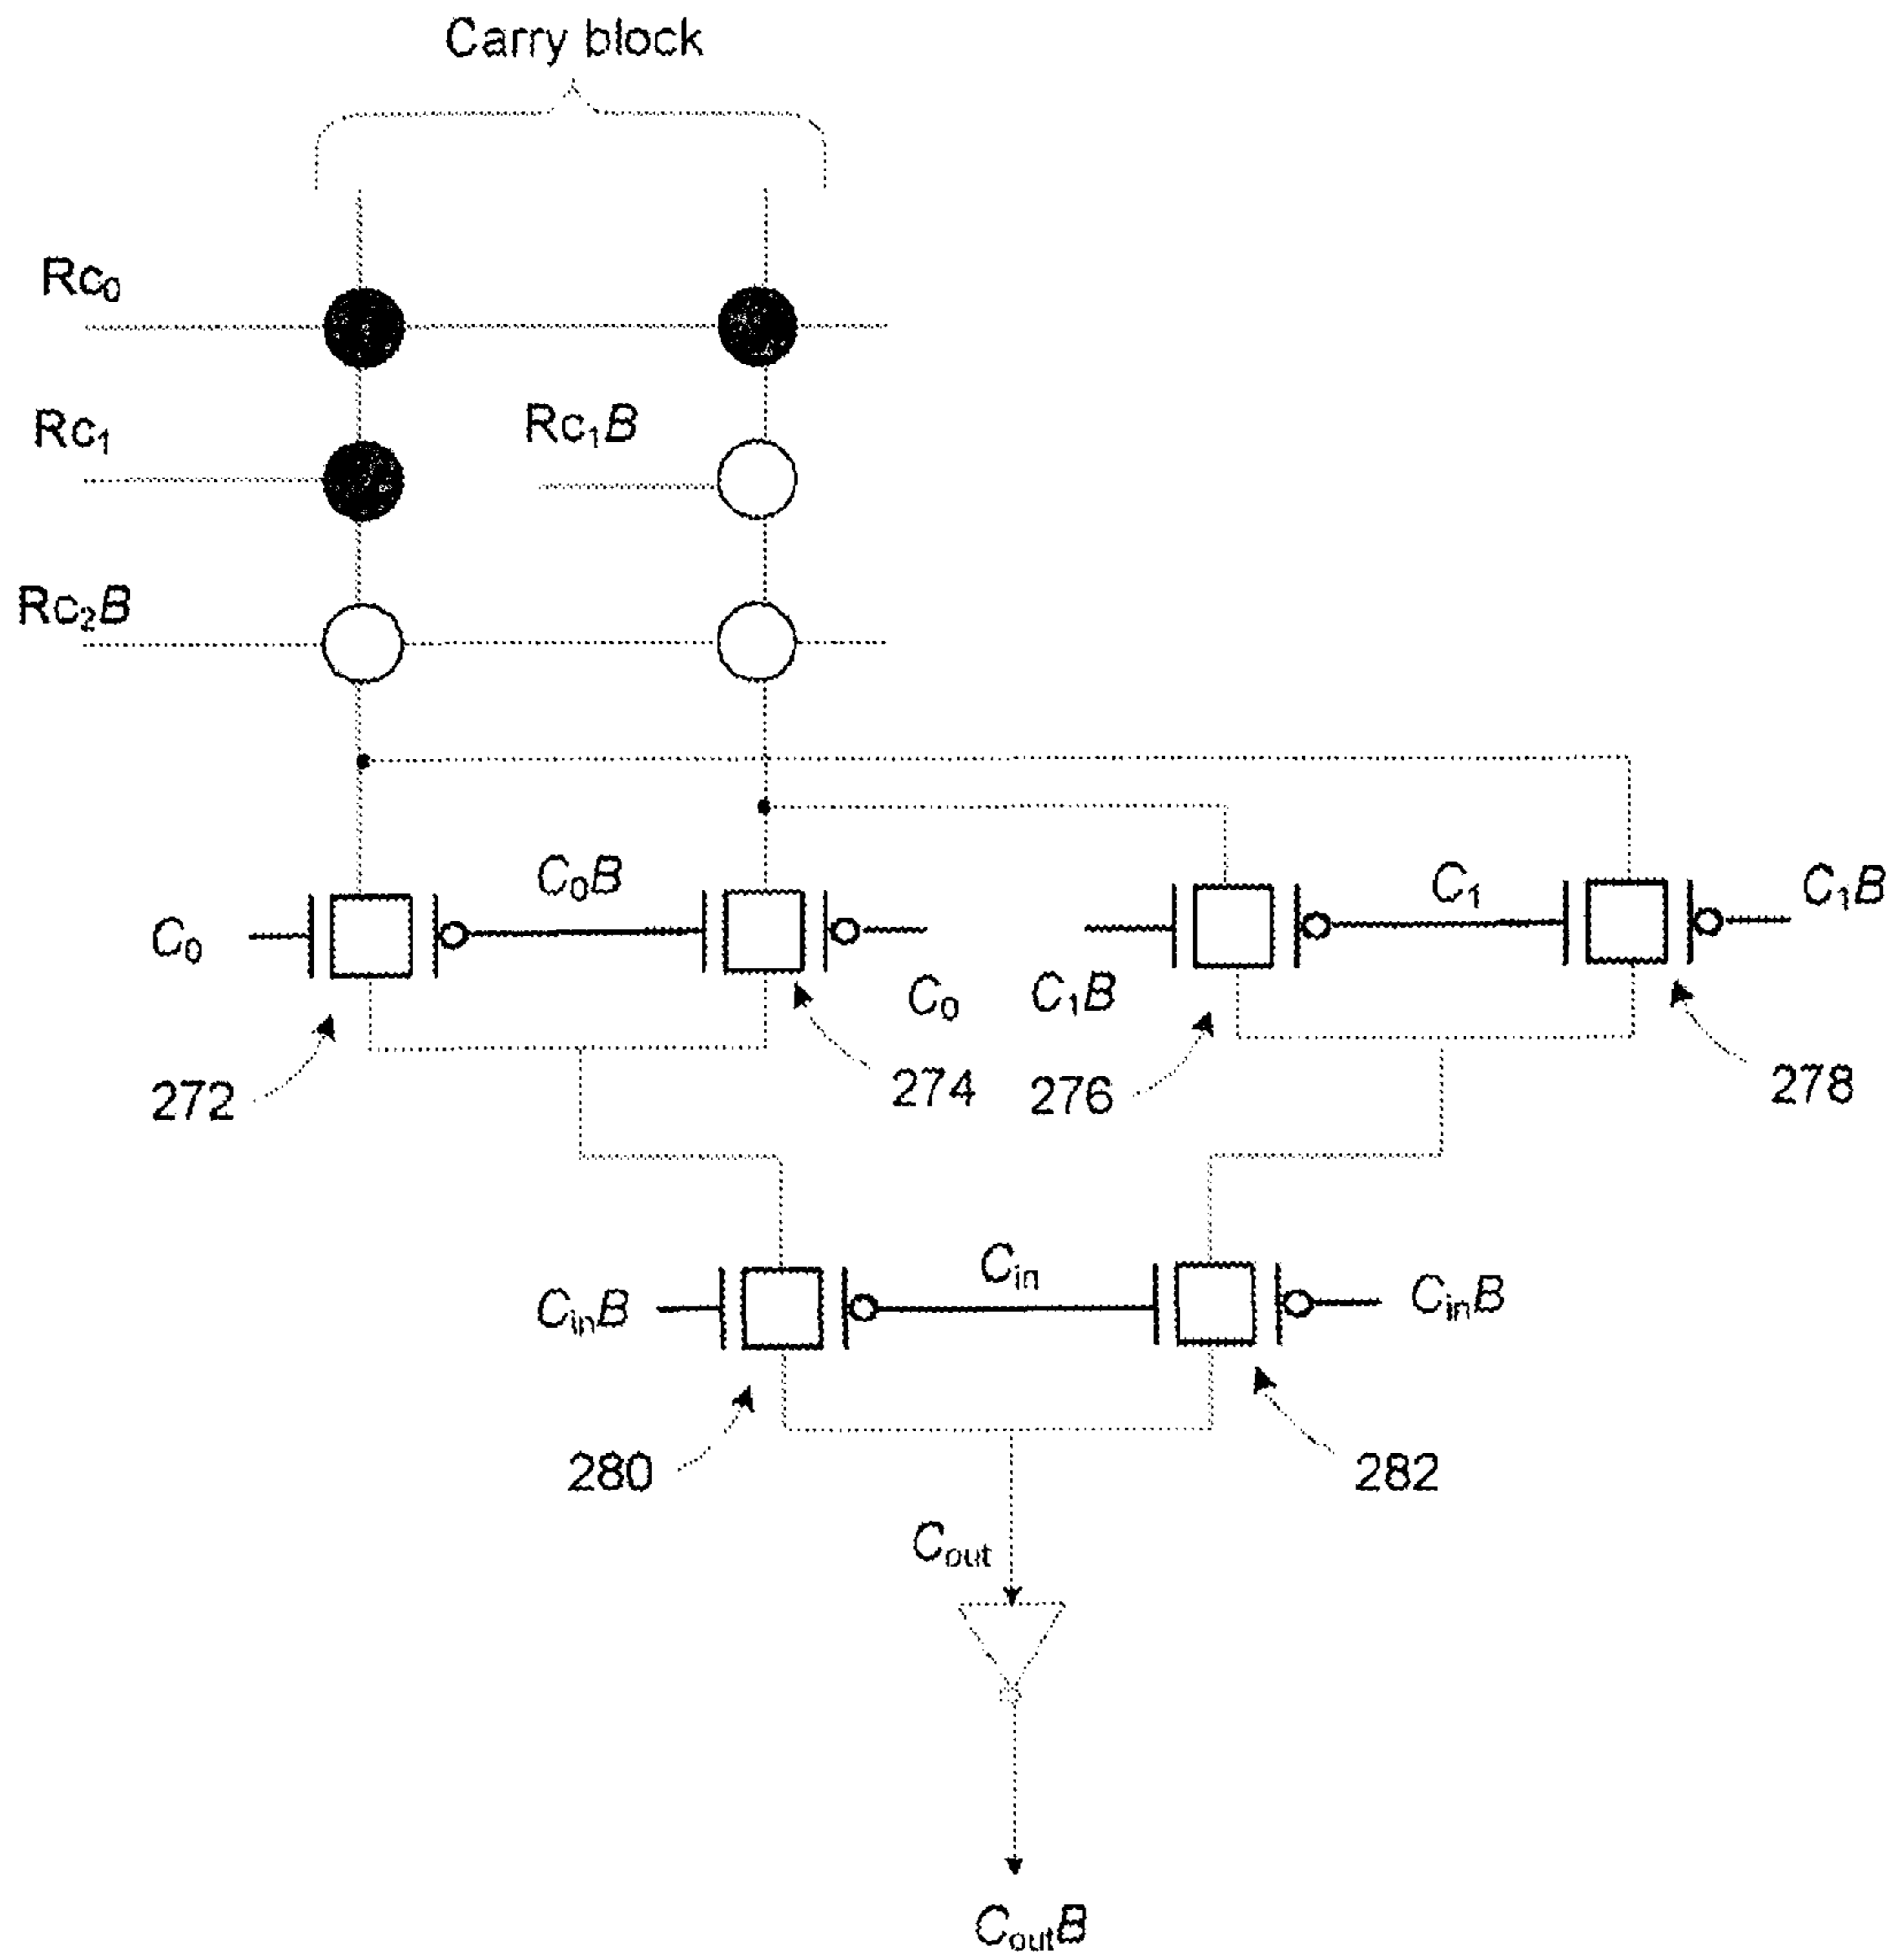 Carry block
Rc₀
Rc₁
Rc₁B
Rc₂B
C₀B
C₁
C₁B
C₀
C₀
C₁B
272
274
276
278
CᵢₙB
Cᵢₙ
CᵢₙB
280
282
Cₒᵤₜ
CₒᵤₜB